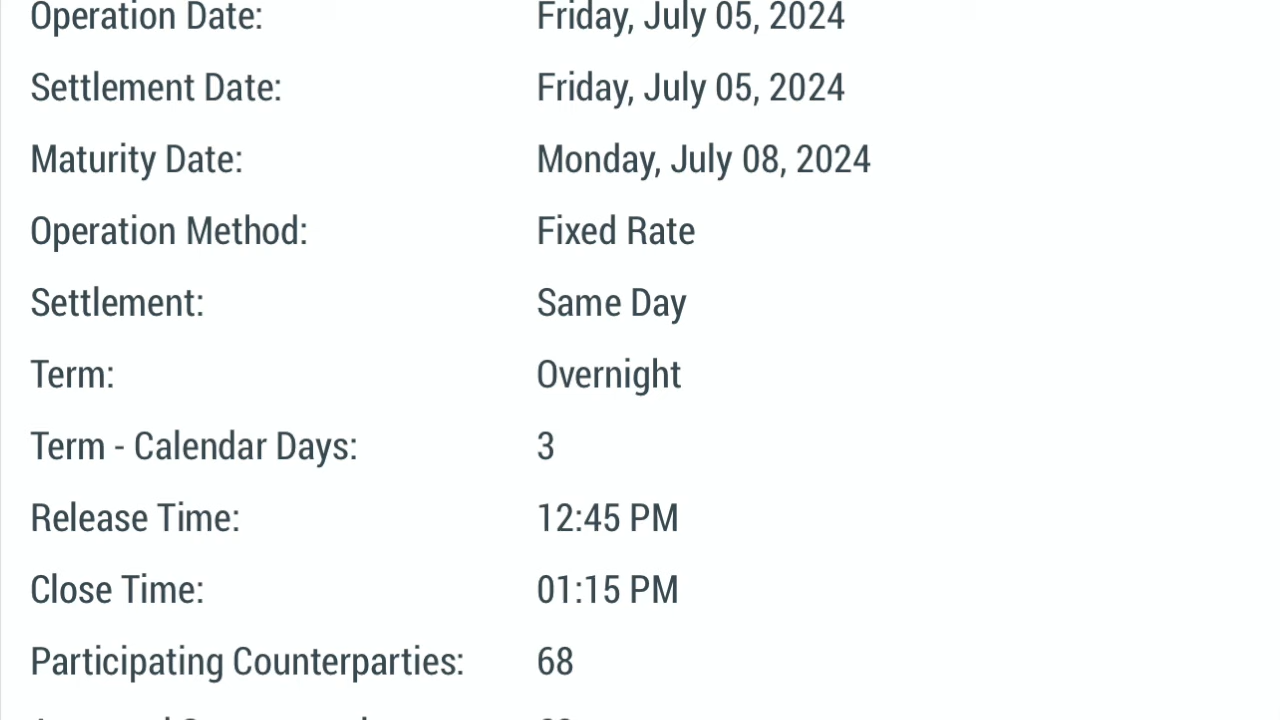 Operation Date: Friday, July 05, 2024
Settlement Date: Friday, July 05, 2024
Maturity Date: Monday, July 08, 2024
Operation Method: Fixed Rate
Settlement: Same Day
Term: Overnight
Term - Calendar Days: 3
Release Time: 12:45 PM
Close Time: 01:15 PM
Participating Counterparties: 68